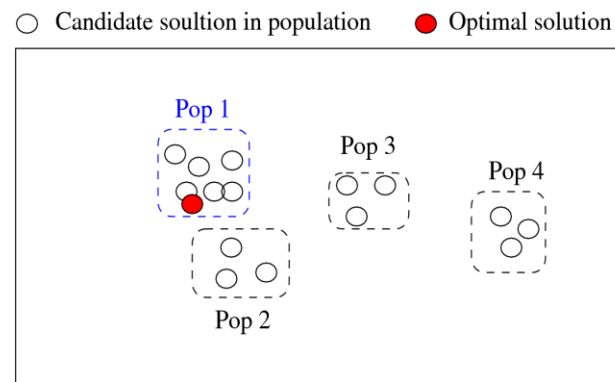 Candidate soultion in population Optimal solution
Pop 1
Pop 3
Pop 4
Pop 2